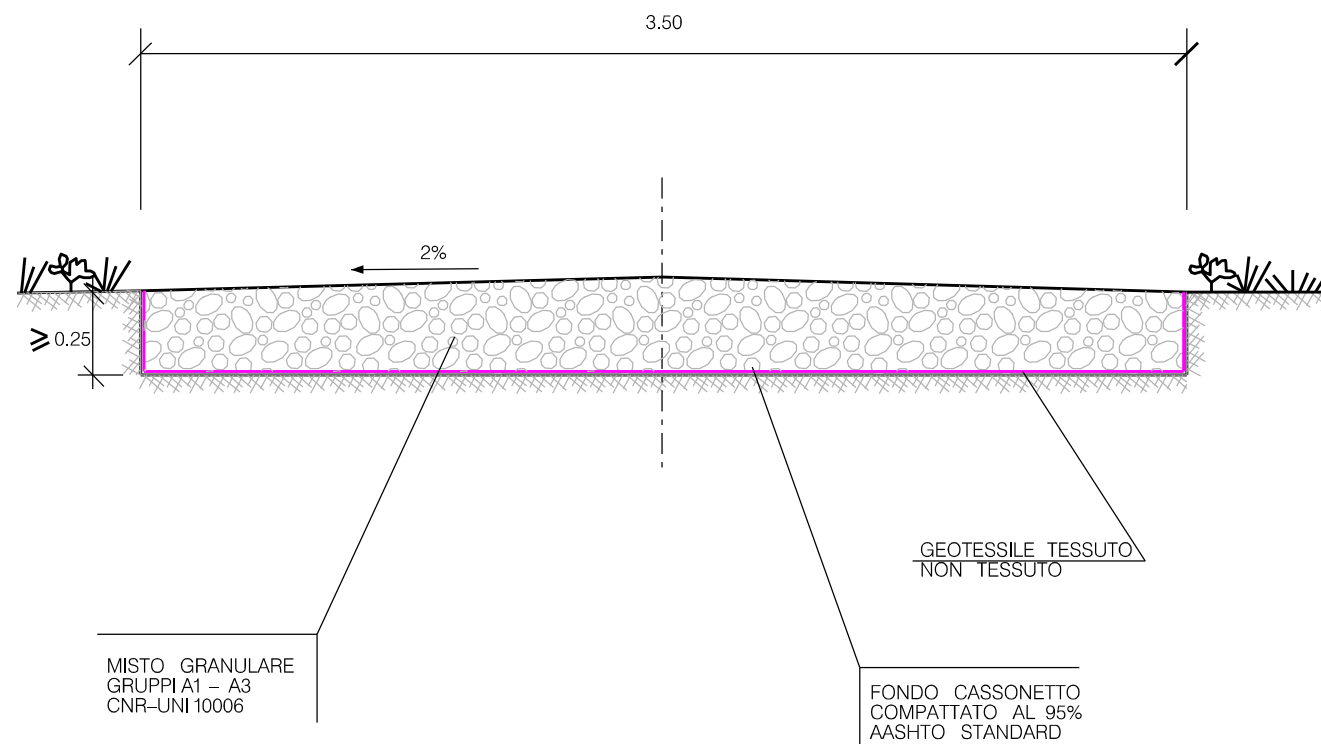 3.50
2%
≥ 0.25
GEOTESSILE TESSUTO
NON TESSUTO
MISTO GRANULARE
GRUPPI A1 – A3
CNR–UNI 10006
FONDO CASSONETTO
COMPATTATO AL 95%
AASHTO STANDARD